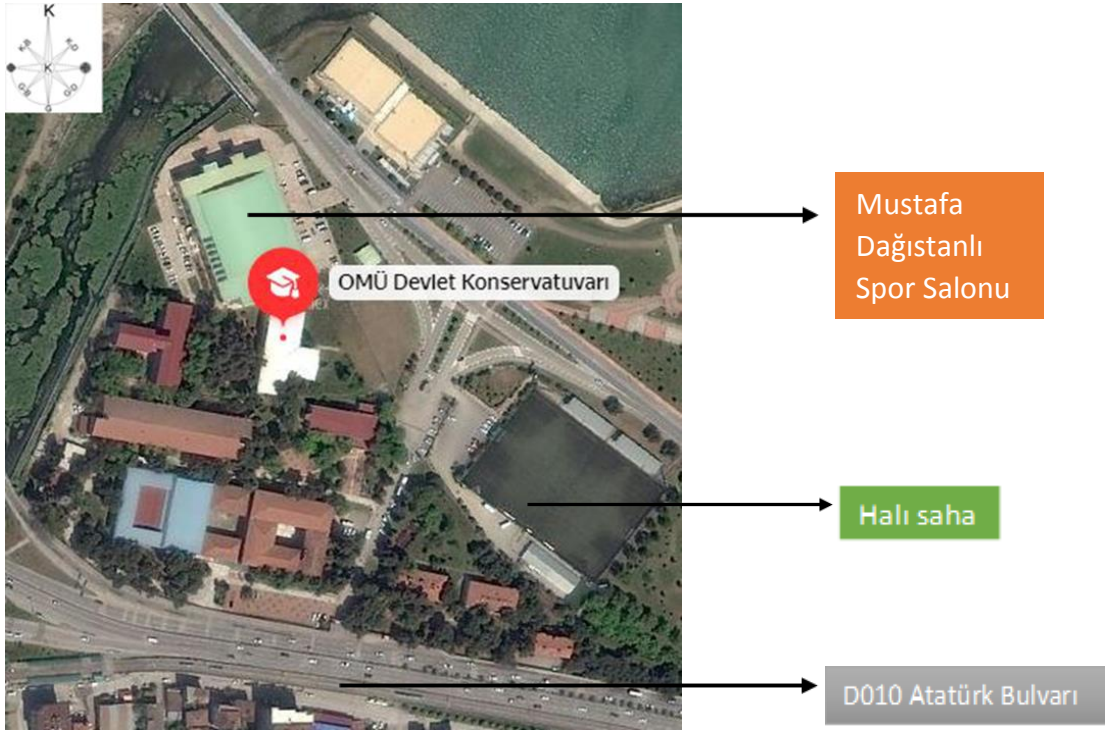 K
K
G
OMÜ Devlet Konservatuvarı
Mustafa
Dağıstanlı
Spor Salonu
Halı saha
D010 Atatürk Bulvarı